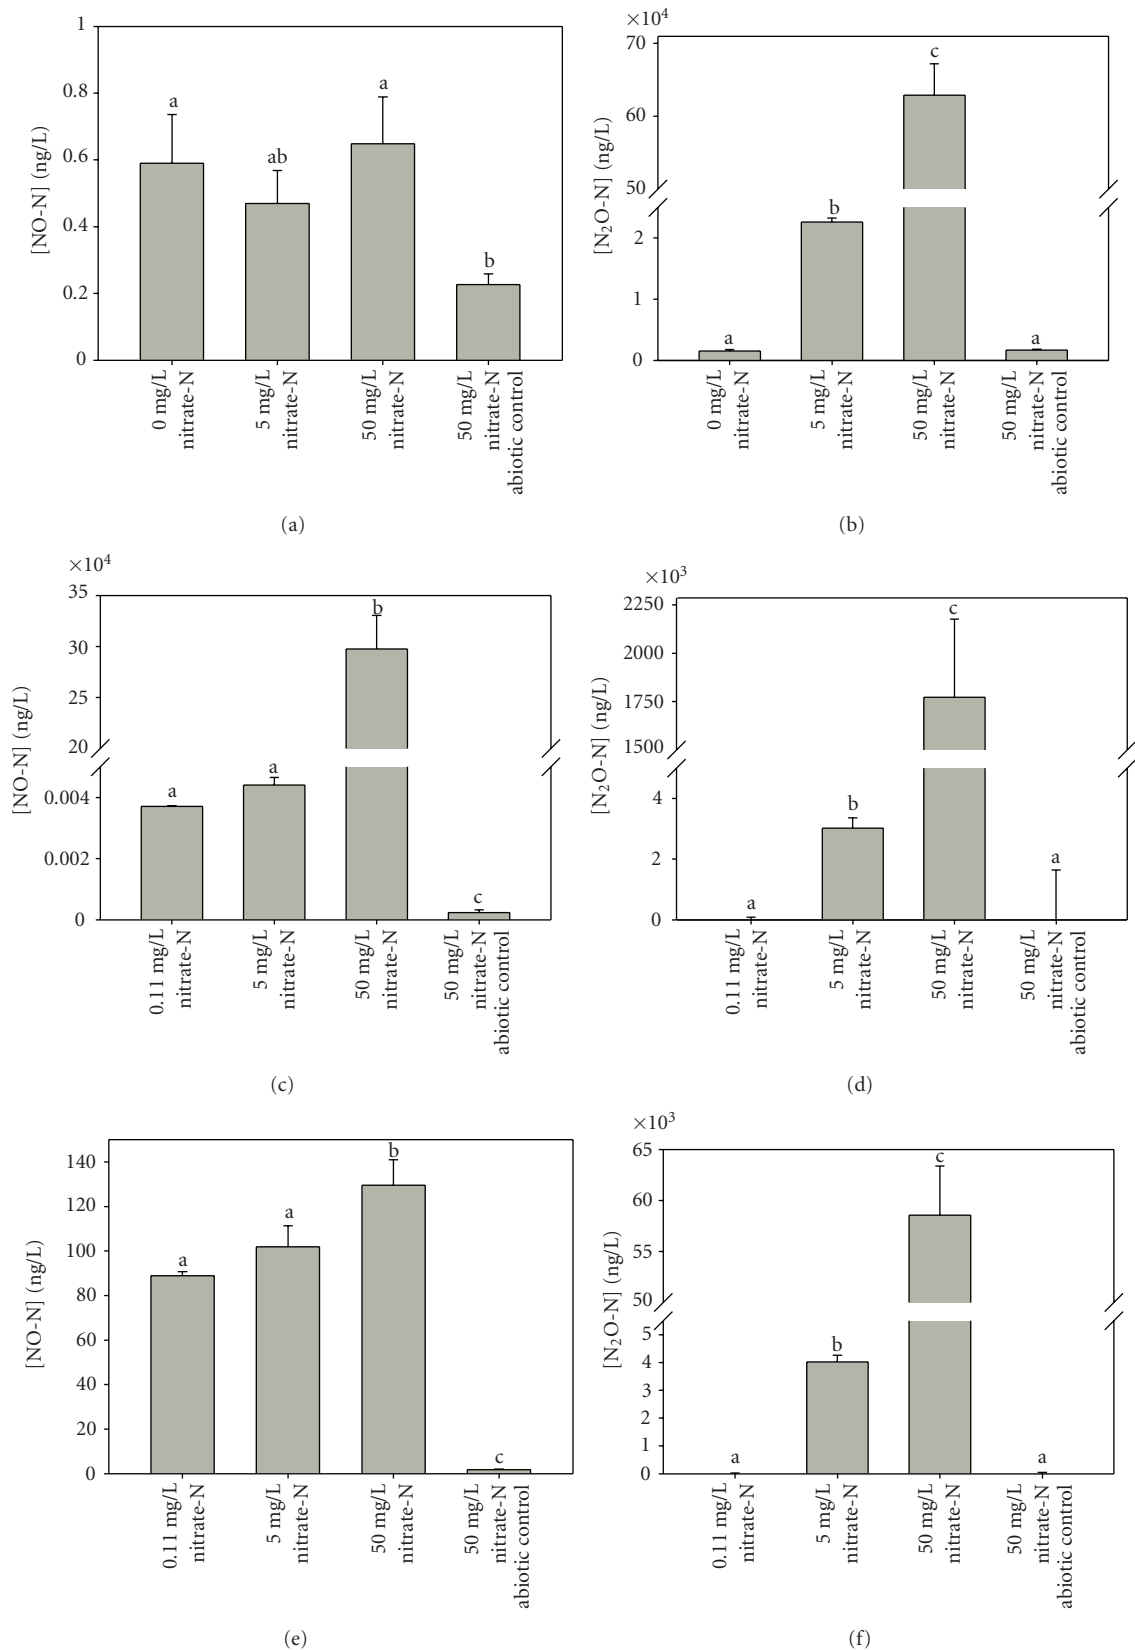 1
0.8
0.6
0.4
0.2
0
[NO-N] (ng/L)
a
ab
a
b
0 mg/L
nitrate-N
5 mg/L
nitrate-N
50 mg/L
nitrate-N
50 mg/L
nitrate-N
abiotic control
(a)
×10⁴
70
60
50
2
1
0
[N₂O-N] (ng/L)
a
b
c
a
0 mg/L
nitrate-N
5 mg/L
nitrate-N
50 mg/L
nitrate-N
50 mg/L
nitrate-N
abiotic control
(b)
×10⁴
35
30
25
20
0.004
0.002
0
[NO-N] (ng/L)
a
a
b
c
0.11 mg/L
nitrate-N
5 mg/L
nitrate-N
50 mg/L
nitrate-N
50 mg/L
nitrate-N
abiotic control
(c)
×10³
2250
2000
1750
1500
4
2
0
[N₂O-N] (ng/L)
a
b
c
a
0.11 mg/L
nitrate-N
5 mg/L
nitrate-N
50 mg/L
nitrate-N
50 mg/L
nitrate-N
abiotic control
(d)
140
120
100
80
60
40
20
0
[NO-N] (ng/L)
a
a
b
c
0.11 mg/L
nitrate-N
5 mg/L
nitrate-N
50 mg/L
nitrate-N
50 mg/L
nitrate-N
abiotic control
(e)
×10³
65
60
55
50
5
4
3
2
1
0
[N₂O-N] (ng/L)
a
b
c
a
0.11 mg/L
nitrate-N
5 mg/L
nitrate-N
50 mg/L
nitrate-N
50 mg/L
nitrate-N
abiotic control
(f)